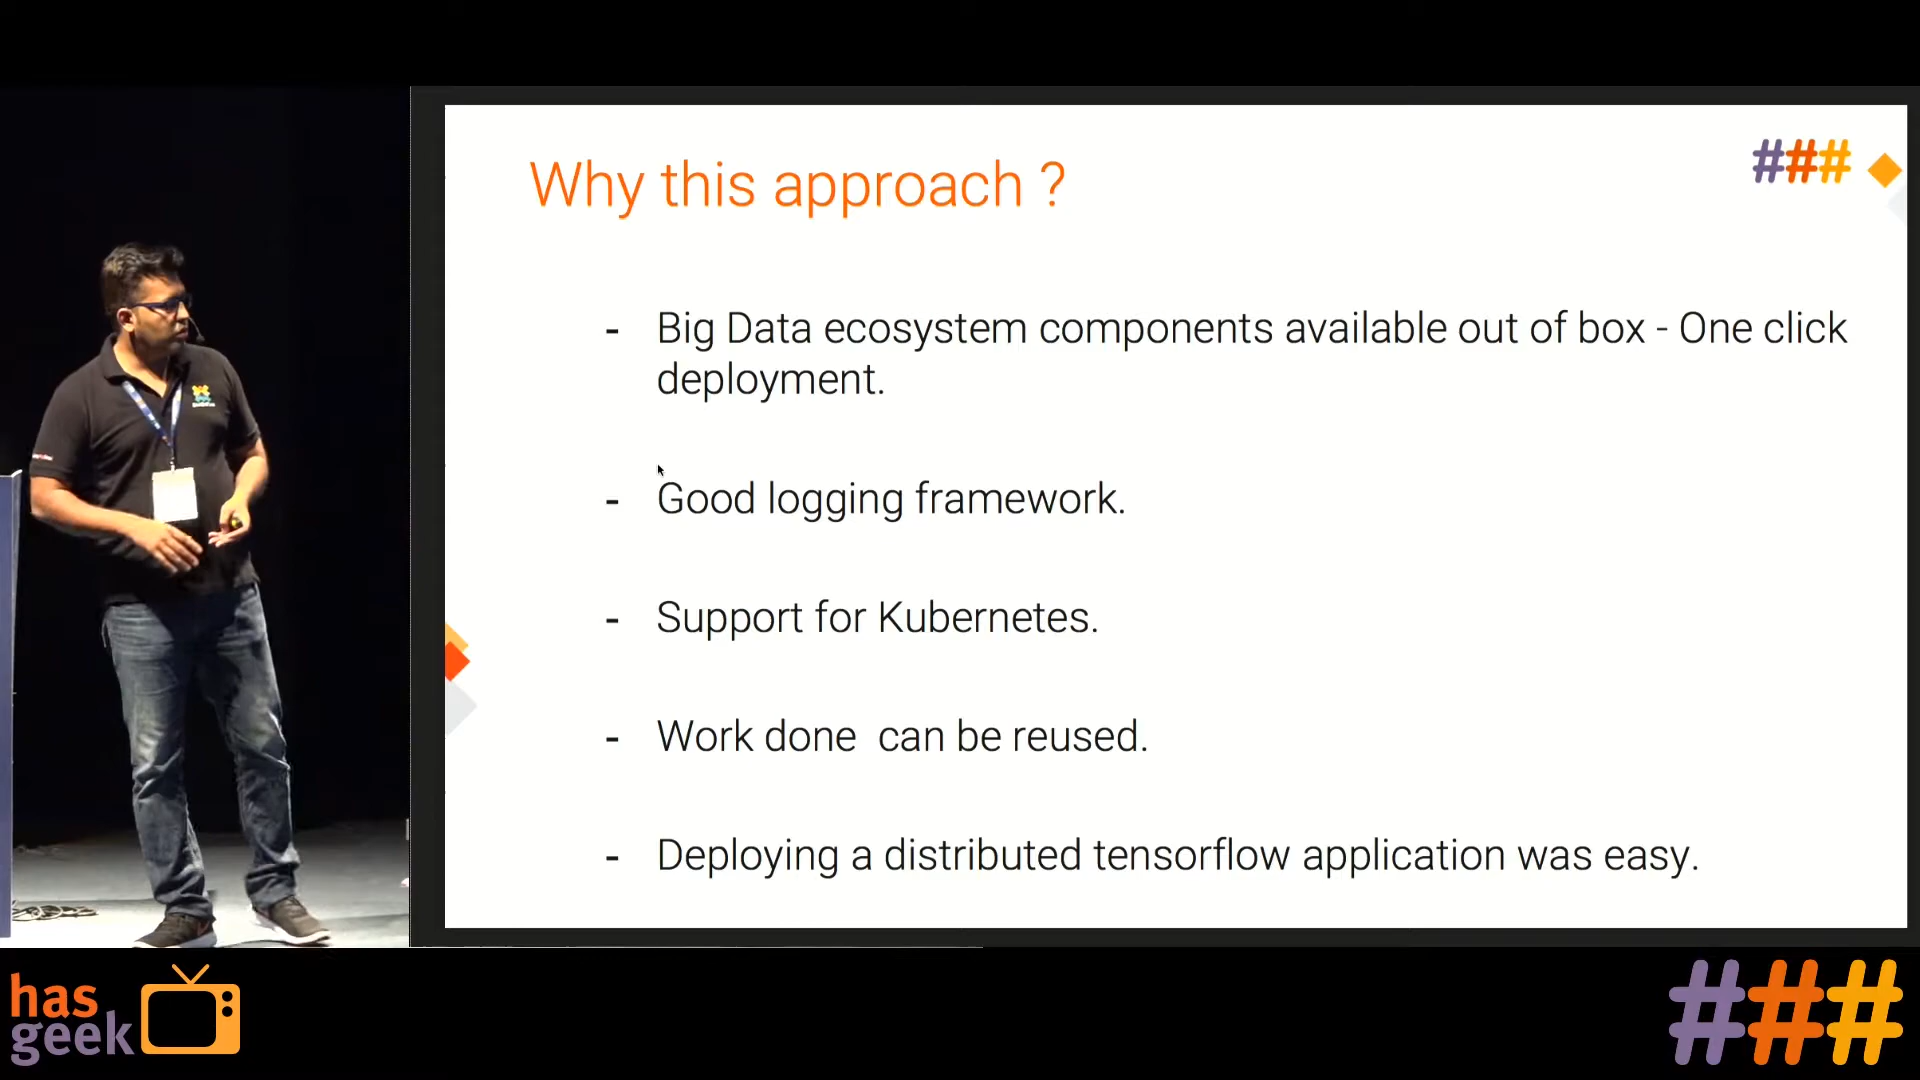 Why this approach ?
###
- Big Data ecosystem components available out of box - One click
deployment.
- Good logging framework.
- Support for Kubernetes.
- Work done  can be reused.
- Deploying a distributed tensorflow application was easy.
has
geek
###